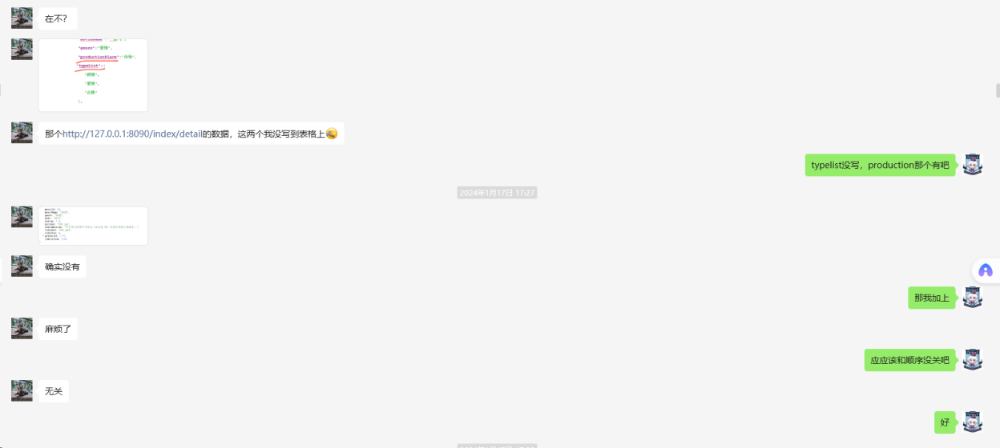 在不？
"genre":"爱情",
"productionPlace":"内地",
"typeList":[
"剧情",
"爱情",
"古偶"
],
那个http://127.0.0.1:8090/index/detail的数据，这两个我没写到表格上
typelist没写，production那个有吧
2024年1月17日 17:27
确实没有
那我加上
麻烦了
应应该和顺序没关吧
无关
好